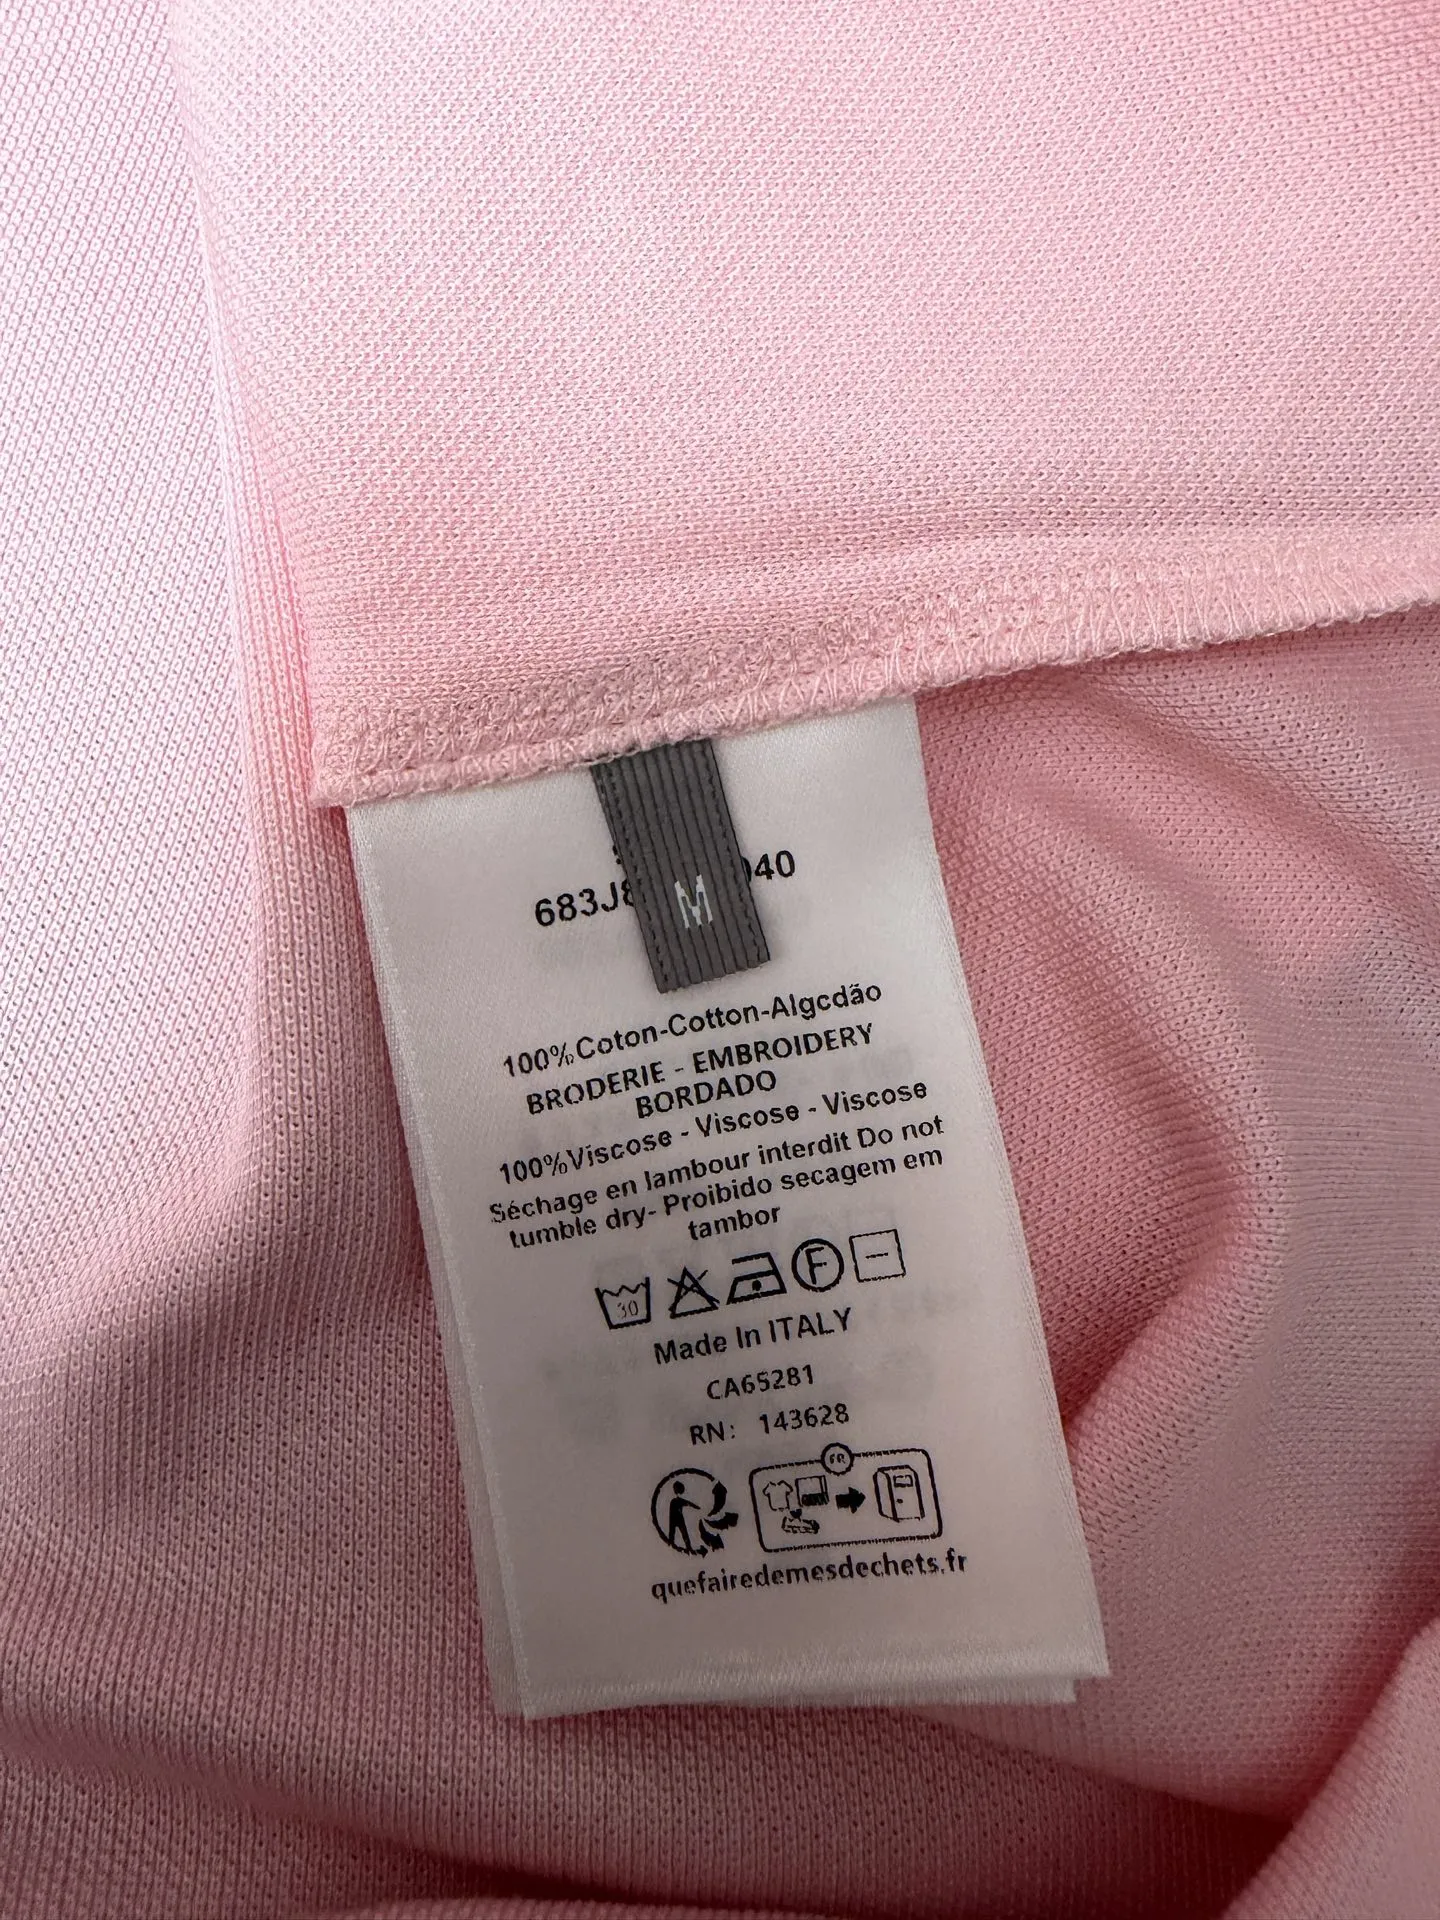 683J8
040
M
100%Coton-Cotton-Algcdão
BRODERIE - EMBROIDERY
BORDADO
100%Viscose - Viscose - Viscose
Séchage en lambour interdit Do not
tumble dry- Proibido secagem em
tambor
30
F
Made In ITALY
CA65281
RN: 143628
FR
quefairedemesdechets.fr